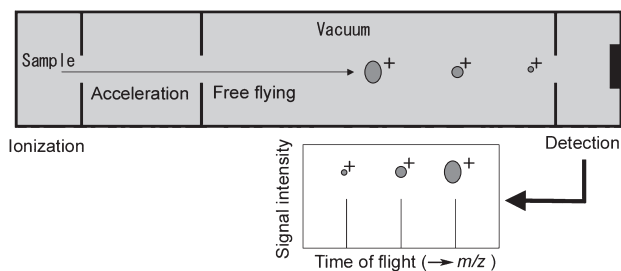 Vacuum
Sample
+ + +
Acceleration Free flying
Ionization
Detection
+ + +
Signal intensity
Time of flight (→ m/z )